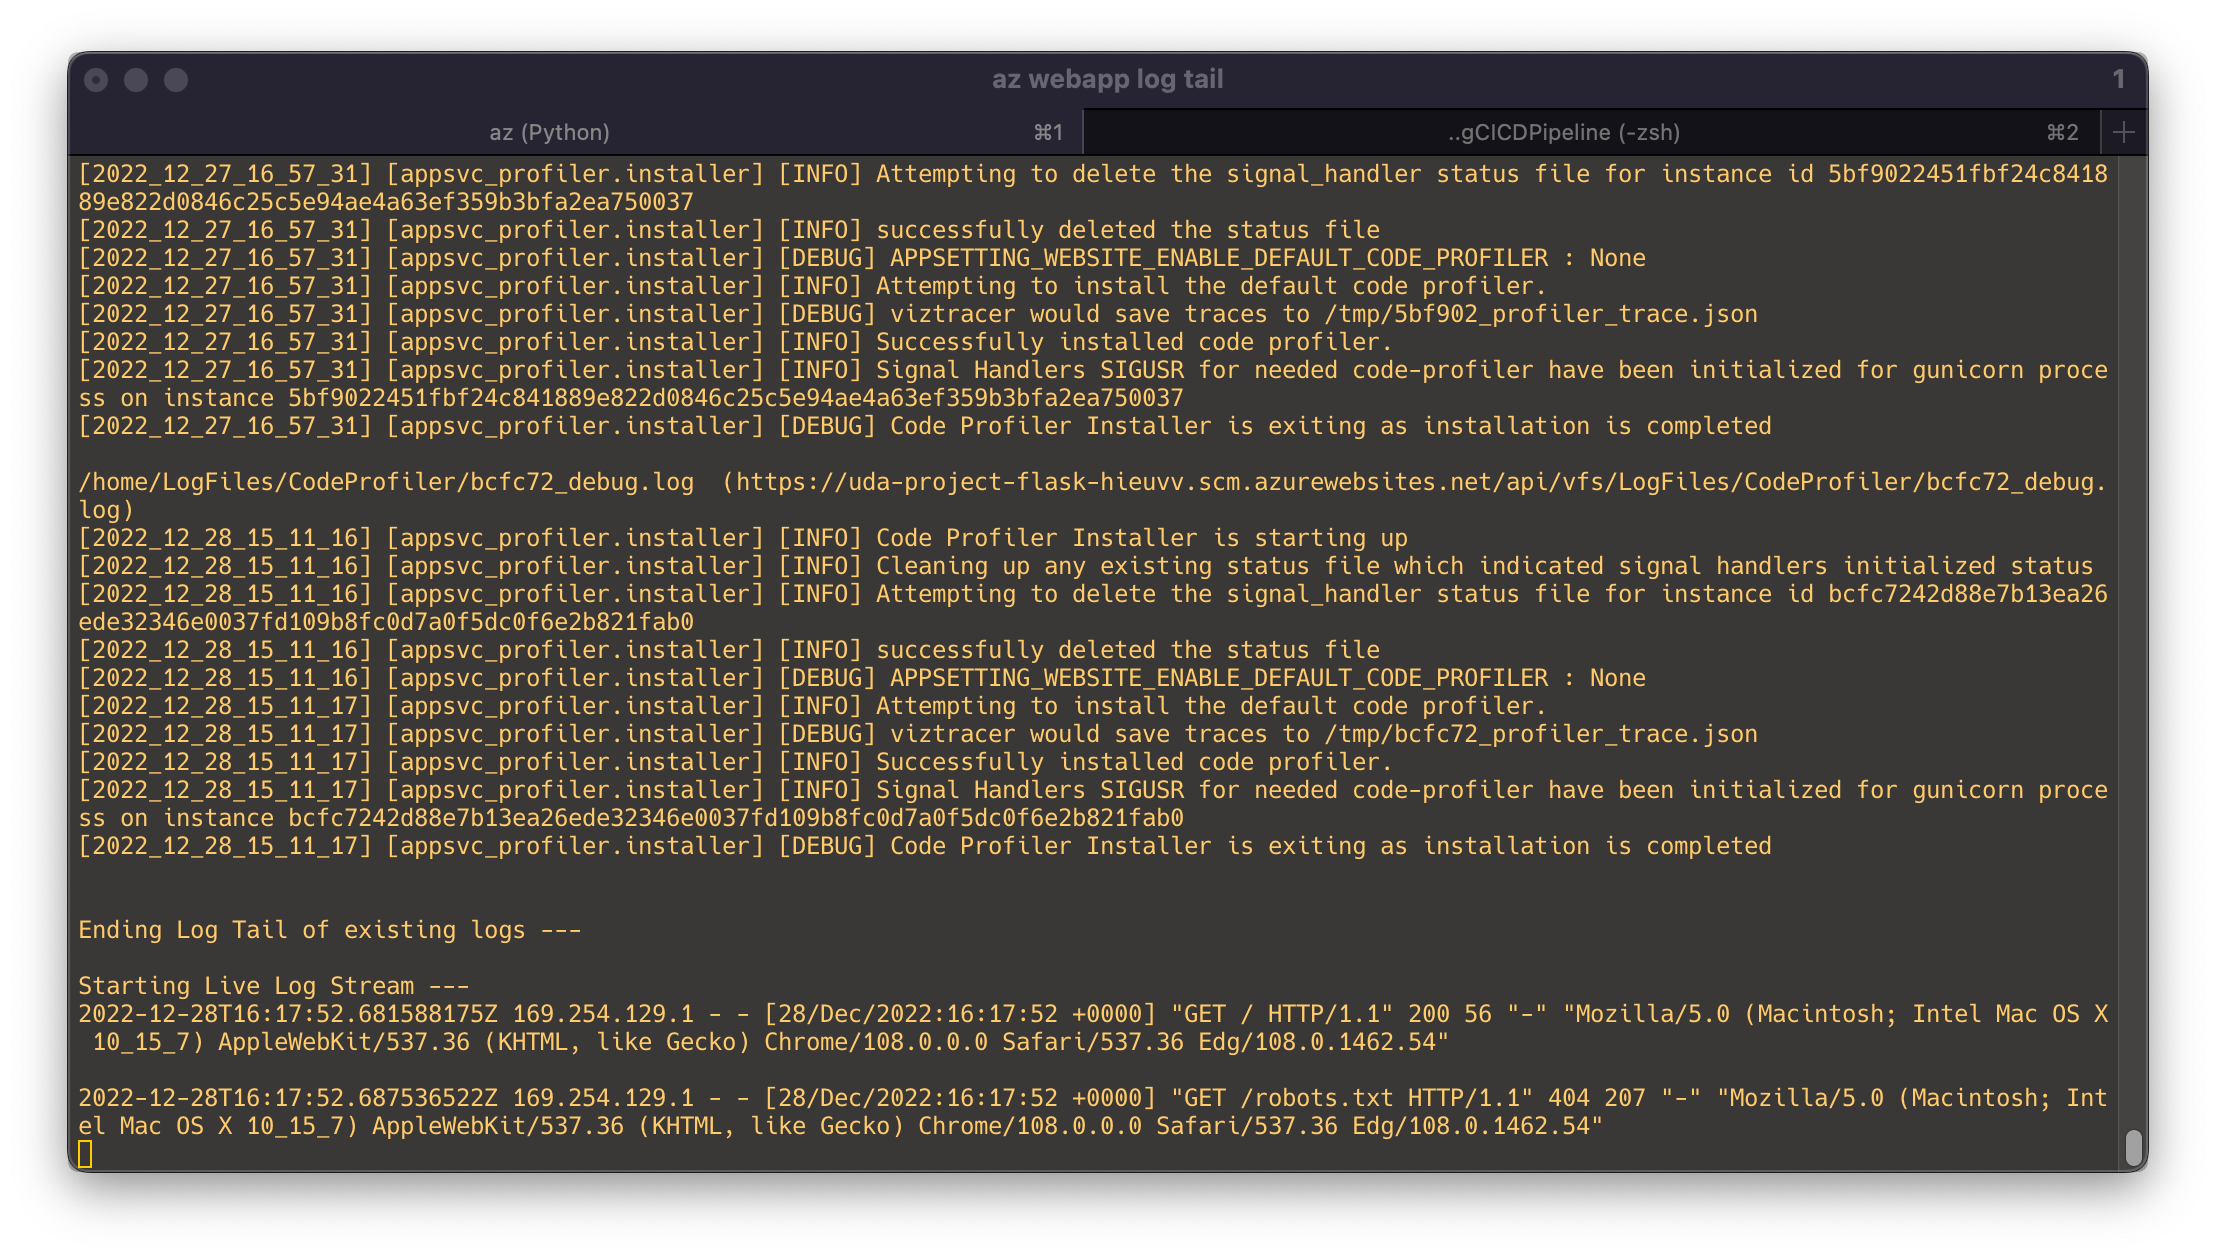 az webapp log tail
1
az (Python)
⌘1
..gCICDPipeline (-zsh)
⌘2
[2022_12_27_16_57_31] [appsvc_profiler.installer] [INFO] Attempting to delete the signal_handler status file for instance id 5bf9022451fbf24c8418
89e822d0846c25c5e94ae4a63ef359b3bfa2ea750037
[2022_12_27_16_57_31] [appsvc_profiler.installer] [INFO] successfully deleted the status file
[2022_12_27_16_57_31] [appsvc_profiler.installer] [DEBUG] APPSETTING_WEBSITE_ENABLE_DEFAULT_CODE_PROFILER : None
[2022_12_27_16_57_31] [appsvc_profiler.installer] [INFO] Attempting to install the default code profiler.
[2022_12_27_16_57_31] [appsvc_profiler.installer] [DEBUG] viztracer would save traces to /tmp/5bf902_profiler_trace.json
[2022_12_27_16_57_31] [appsvc_profiler.installer] [INFO] Successfully installed code profiler.
[2022_12_27_16_57_31] [appsvc_profiler.installer] [INFO] Signal Handlers SIGUSR for needed code-profiler have been initialized for gunicorn proce
ss on instance 5bf9022451fbf24c841889e822d0846c25c5e94ae4a63ef359b3bfa2ea750037
[2022_12_27_16_57_31] [appsvc_profiler.installer] [DEBUG] Code Profiler Installer is exiting as installation is completed
/home/LogFiles/CodeProfiler/bcfc72_debug.log  (https://uda-project-flask-hieuvv.scm.azurewebsites.net/api/vfs/LogFiles/CodeProfiler/bcfc72_debug.
log)
[2022_12_28_15_11_16] [appsvc_profiler.installer] [INFO] Code Profiler Installer is starting up
[2022_12_28_15_11_16] [appsvc_profiler.installer] [INFO] Cleaning up any existing status file which indicated signal handlers initialized status
[2022_12_28_15_11_16] [appsvc_profiler.installer] [INFO] Attempting to delete the signal_handler status file for instance id bcfc7242d88e7b13ea26
ede32346e0037fd109b8fc0d7a0f5dc0f6e2b821fab0
[2022_12_28_15_11_16] [appsvc_profiler.installer] [INFO] successfully deleted the status file
[2022_12_28_15_11_16] [appsvc_profiler.installer] [DEBUG] APPSETTING_WEBSITE_ENABLE_DEFAULT_CODE_PROFILER : None
[2022_12_28_15_11_17] [appsvc_profiler.installer] [INFO] Attempting to install the default code profiler.
[2022_12_28_15_11_17] [appsvc_profiler.installer] [DEBUG] viztracer would save traces to /tmp/bcfc72_profiler_trace.json
[2022_12_28_15_11_17] [appsvc_profiler.installer] [INFO] Successfully installed code profiler.
[2022_12_28_15_11_17] [appsvc_profiler.installer] [INFO] Signal Handlers SIGUSR for needed code-profiler have been initialized for gunicorn proce
ss on instance bcfc7242d88e7b13ea26ede32346e0037fd109b8fc0d7a0f5dc0f6e2b821fab0
[2022_12_28_15_11_17] [appsvc_profiler.installer] [DEBUG] Code Profiler Installer is exiting as installation is completed
Ending Log Tail of existing logs ---
Starting Live Log Stream ---
2022-12-28T16:17:52.681588175Z 169.254.129.1 - - [28/Dec/2022:16:17:52 +0000] "GET / HTTP/1.1" 200 56 "-" "Mozilla/5.0 (Macintosh; Intel Mac OS X
 10_15_7) AppleWebKit/537.36 (KHTML, like Gecko) Chrome/108.0.0.0 Safari/537.36 Edg/108.0.1462.54"
2022-12-28T16:17:52.687536522Z 169.254.129.1 - - [28/Dec/2022:16:17:52 +0000] "GET /robots.txt HTTP/1.1" 404 207 "-" "Mozilla/5.0 (Macintosh; Int
el Mac OS X 10_15_7) AppleWebKit/537.36 (KHTML, like Gecko) Chrome/108.0.0.0 Safari/537.36 Edg/108.0.1462.54"